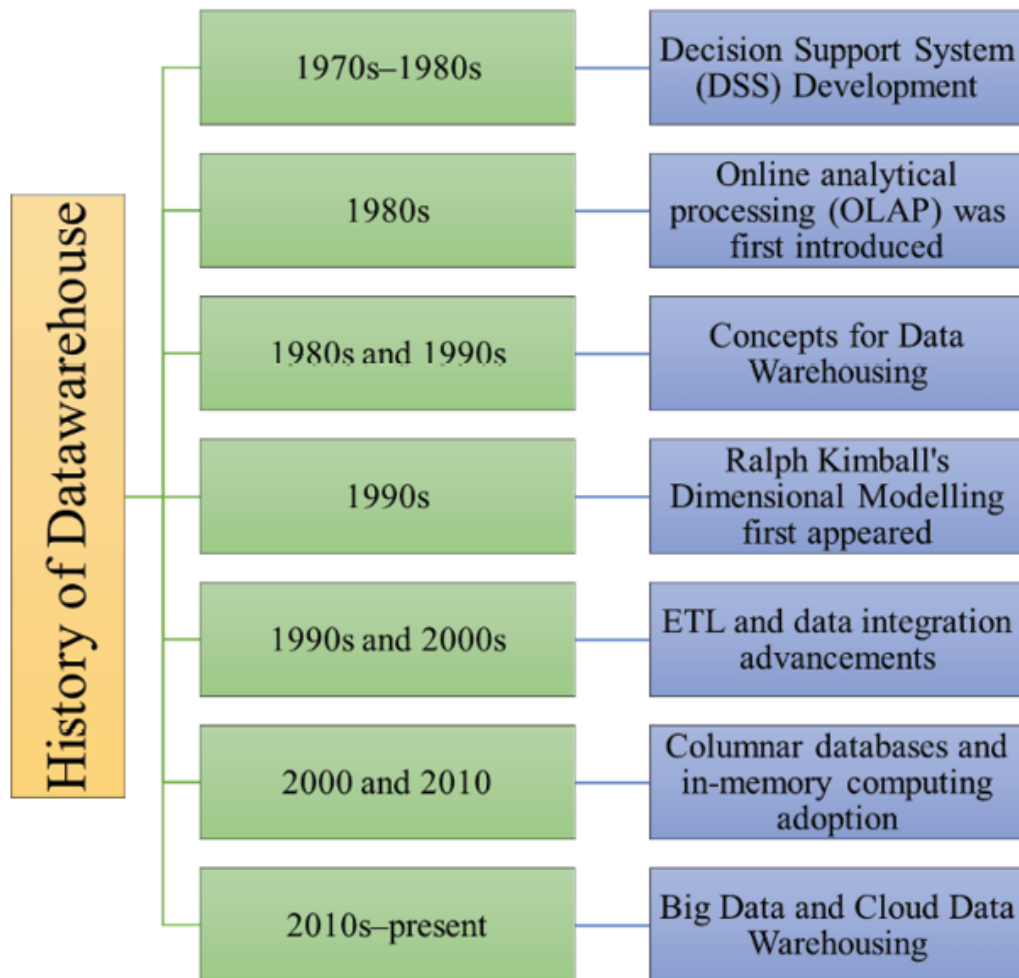 History of Datawarehouse
1970s–1980s
Decision Support System
(DSS) Development
1980s
Online analytical
processing (OLAP) was
first introduced
1980s and 1990s
Concepts for Data
Warehousing
1990s
Ralph Kimball's
Dimensional Modelling
first appeared
1990s and 2000s
ETL and data integration
advancements
2000 and 2010
Columnar databases and
in-memory computing
adoption
2010s–present
Big Data and Cloud Data
Warehousing